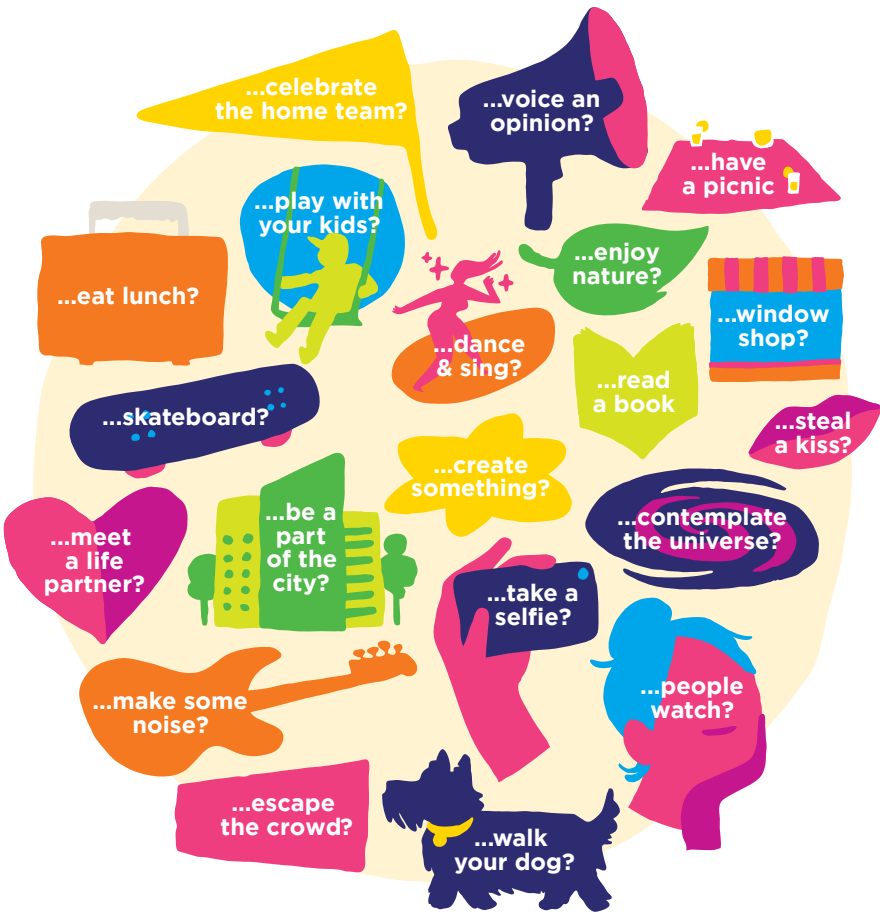 ...celebrate
the home team?
...voice an
opinion?
...have
a picnic
...play with
your kids?
...enjoy
nature?
...eat lunch?
...window
shop?
...dance
& sing?
...read
a book
...skateboard?
...steal
a kiss?
...create
something?
...meet
a life
partner?
...be a
part
of the
city?
...contemplate
the universe?
...take a
selfie?
...make some
noise?
...people
watch?
...escape
the crowd?
...walk
your dog?